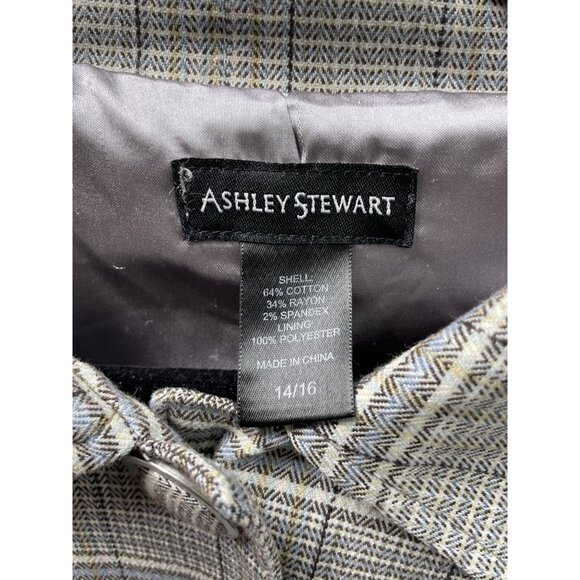 ASHLEY STEWART
SHELL:
64% COTTON
34% RAYON
2% SPANDEX
LINING:
100% POLYESTER
MADE IN CHINA
14/16